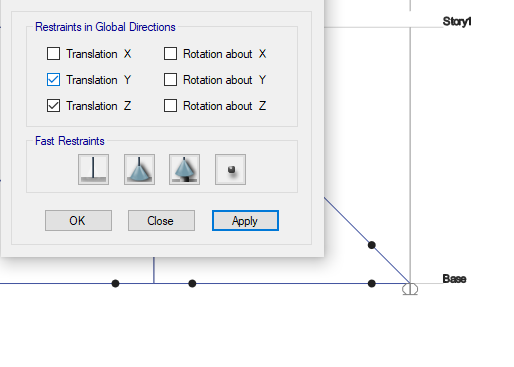 Story1
Restraints in Global Directions
Translation X
Rotation about X
Translation Y
Rotation about Y
Translation Z
Rotation about Z
Fast Restraints
OK
Close
Apply
Base